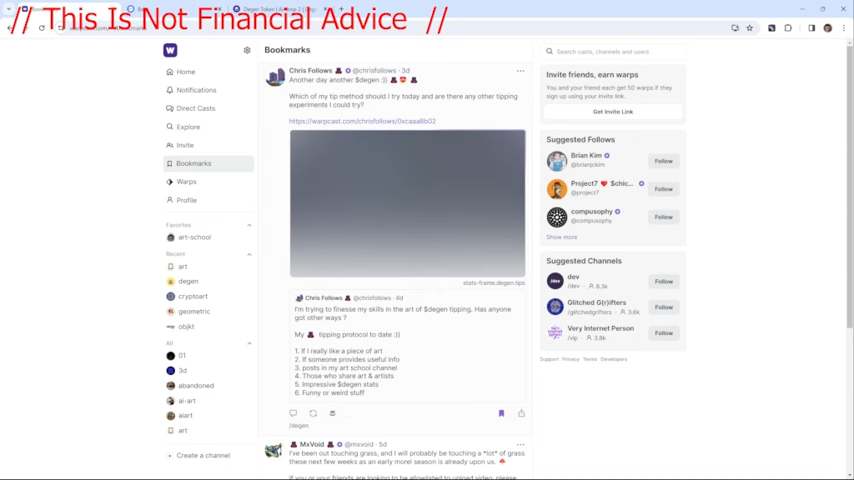 // This Is Not Financial Advice //
Bookmarks
Home
Notifications
Direct Casts
Explore
Invite
Bookmarks
Warps
Profile
Favorites
art-school
Recent
art
degen
cryptoart
geometric
objkt
All
01
3d
abandoned
ai-art
aiart
art
+ Create a channel
Chris Follows @chrisfollows · 3d
Another day another $degen :))
Which of my tip method should I try today and are there any other tipping
experiments I could try?
https://warpcast.com/chrisfollows/0xcaaa8b02
stats-frame.degen.tips
Chris Follows @chrisfollows · 6d
I'm trying to finesse my skills in the art of $degen tipping. Has anyone
got other ways ?
My tipping protocol to date :))
1. If I really like a piece of art
2. If someone provides useful info
3. posts in my art school channel
4. Those who share art & artists
5. Impressive $degen stats
6. Funny or weird stuff
/degen
MxVoid @mxvoid · 5d
I've been out touching grass, and I will probably be touching a *lot* of grass
these next few weeks as an early morel season is already upon us.
Search casts, channels and users
Invite friends, earn warps
You and your friend each get 50 warps if they
sign up using your invite link.
Get Invite Link
Suggested Follows
Brian Kim
@brianjckim
Follow
Project7 $chic...
@project7
Follow
compusophy
@compusophy
Follow
Show more
Suggested Channels
dev
/dev · 8.3k
Follow
Glitched G(r)ifters
/glitchedgrifters · 3.6k
Follow
Very Internet Person
/vip · 3.8k
Follow
Support Privacy Terms Developers